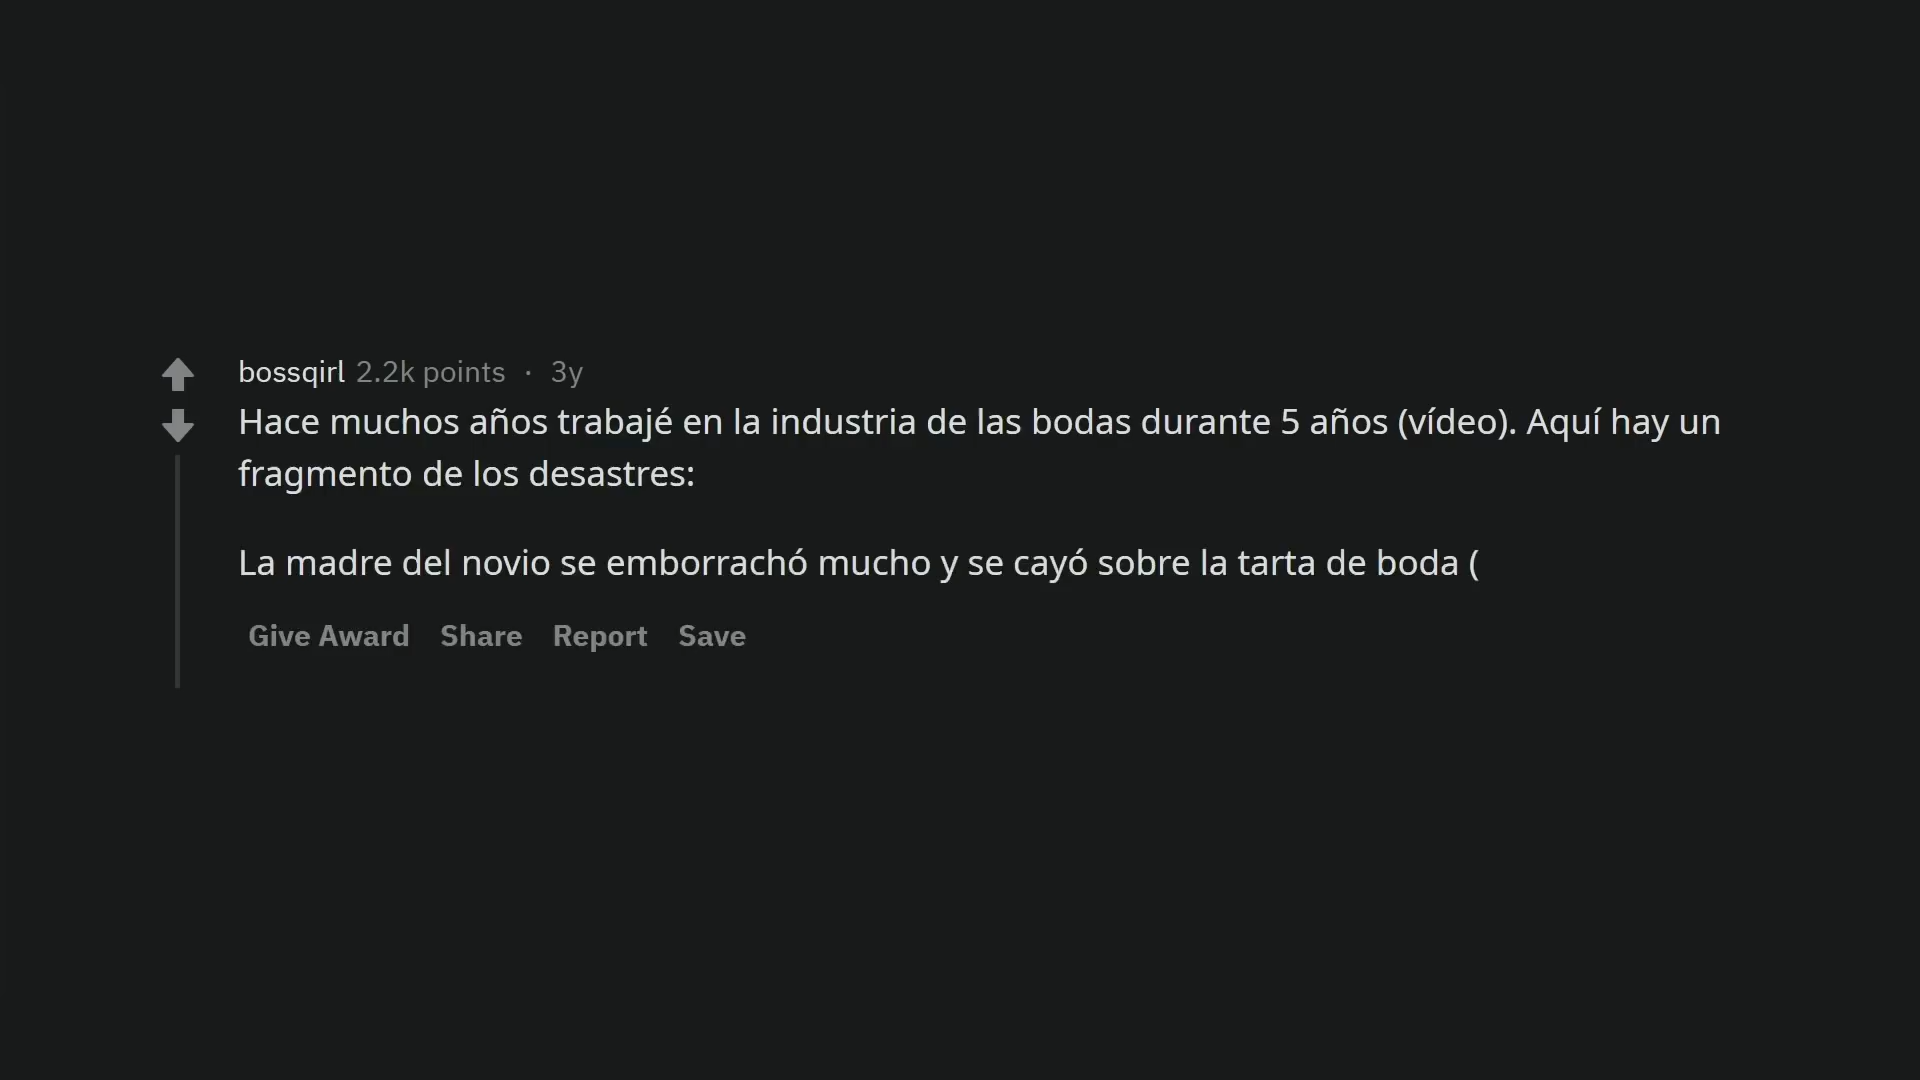 bossqirl 2.2k points · 3y
Hace muchos años trabajé en la industria de las bodas durante 5 años (vídeo). Aquí hay un
fragmento de los desastres:
La madre del novio se emborrachó mucho y se cayó sobre la tarta de boda (
Give Award Share Report Save